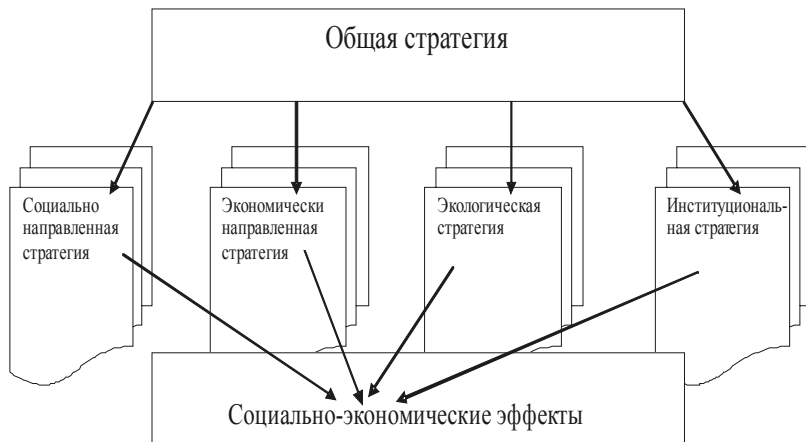 Общая стратегия
Социально
направленная
стратегия
Экономически
направленная
стратегия
Экологическая
стратегия
Институциональ-
ная стратегия
Социально-экономические эффекты